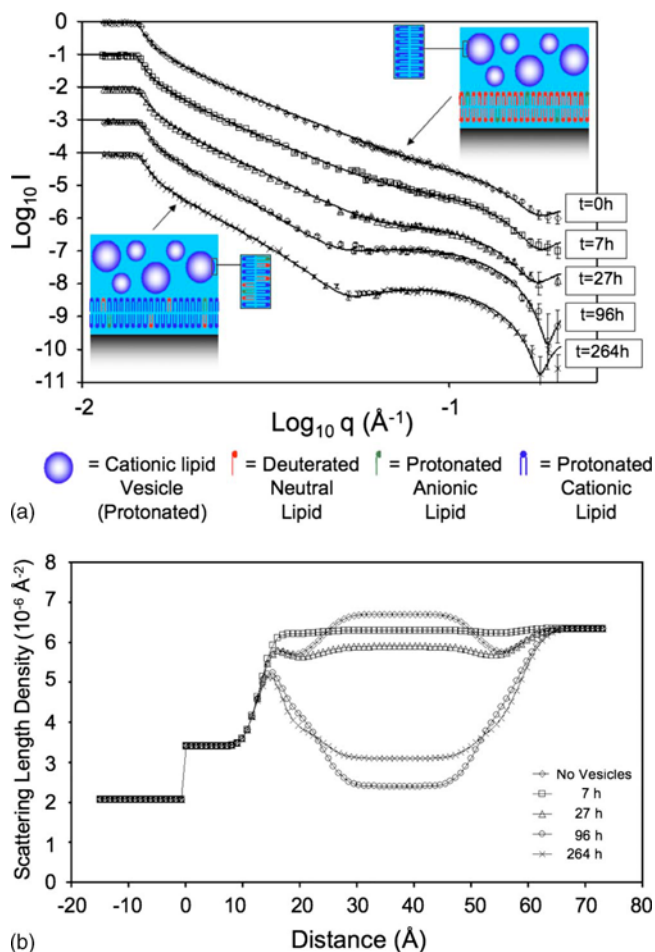 (a)
Log10 I
0
-1
-2
-3
-4
-5
-6
-7
-8
-9
-10
-11
t=0h
t=7h
t=27h
t=96h
t=264h
-2
-1
Log10 q (Å-1)
= Cationic lipid Vesicle (Protonated)
= Deuterated Neutral Lipid
= Protonated Anionic Lipid
= Protonated Cationic Lipid
(b)
Scattering Length Density (10-6 Å-2)
8
7
6
5
4
3
2
1
0
No Vesicles
7 h
27 h
96 h
264 h
-20
-10
0
10
20
30
40
50
60
70
80
Distance (Å)